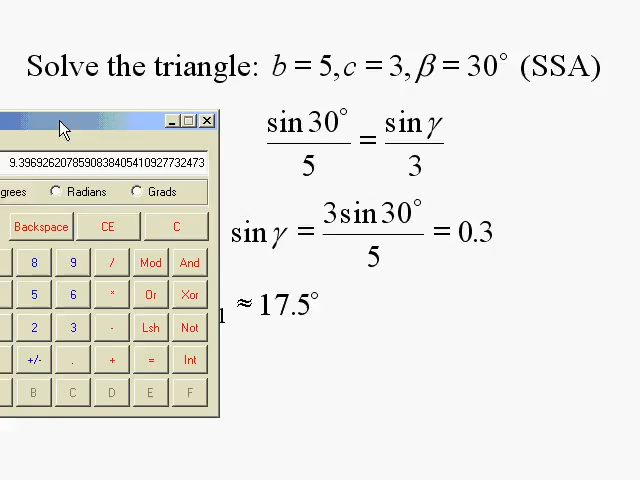 Solve the triangle: b = 5, c = 3, β = 30° (SSA)
sin 30° / 5 = sin γ / 3
sin γ = 3 sin 30° / 5 = 0.3
1 ≈ 17.5°
9.3969262078590838405410927732473
grees Radians Grads
Backspace CE C
8 9 / Mod And
5 6 * Or Xor
2 3 - Lsh Not
+/- . + = Int
B C D E F